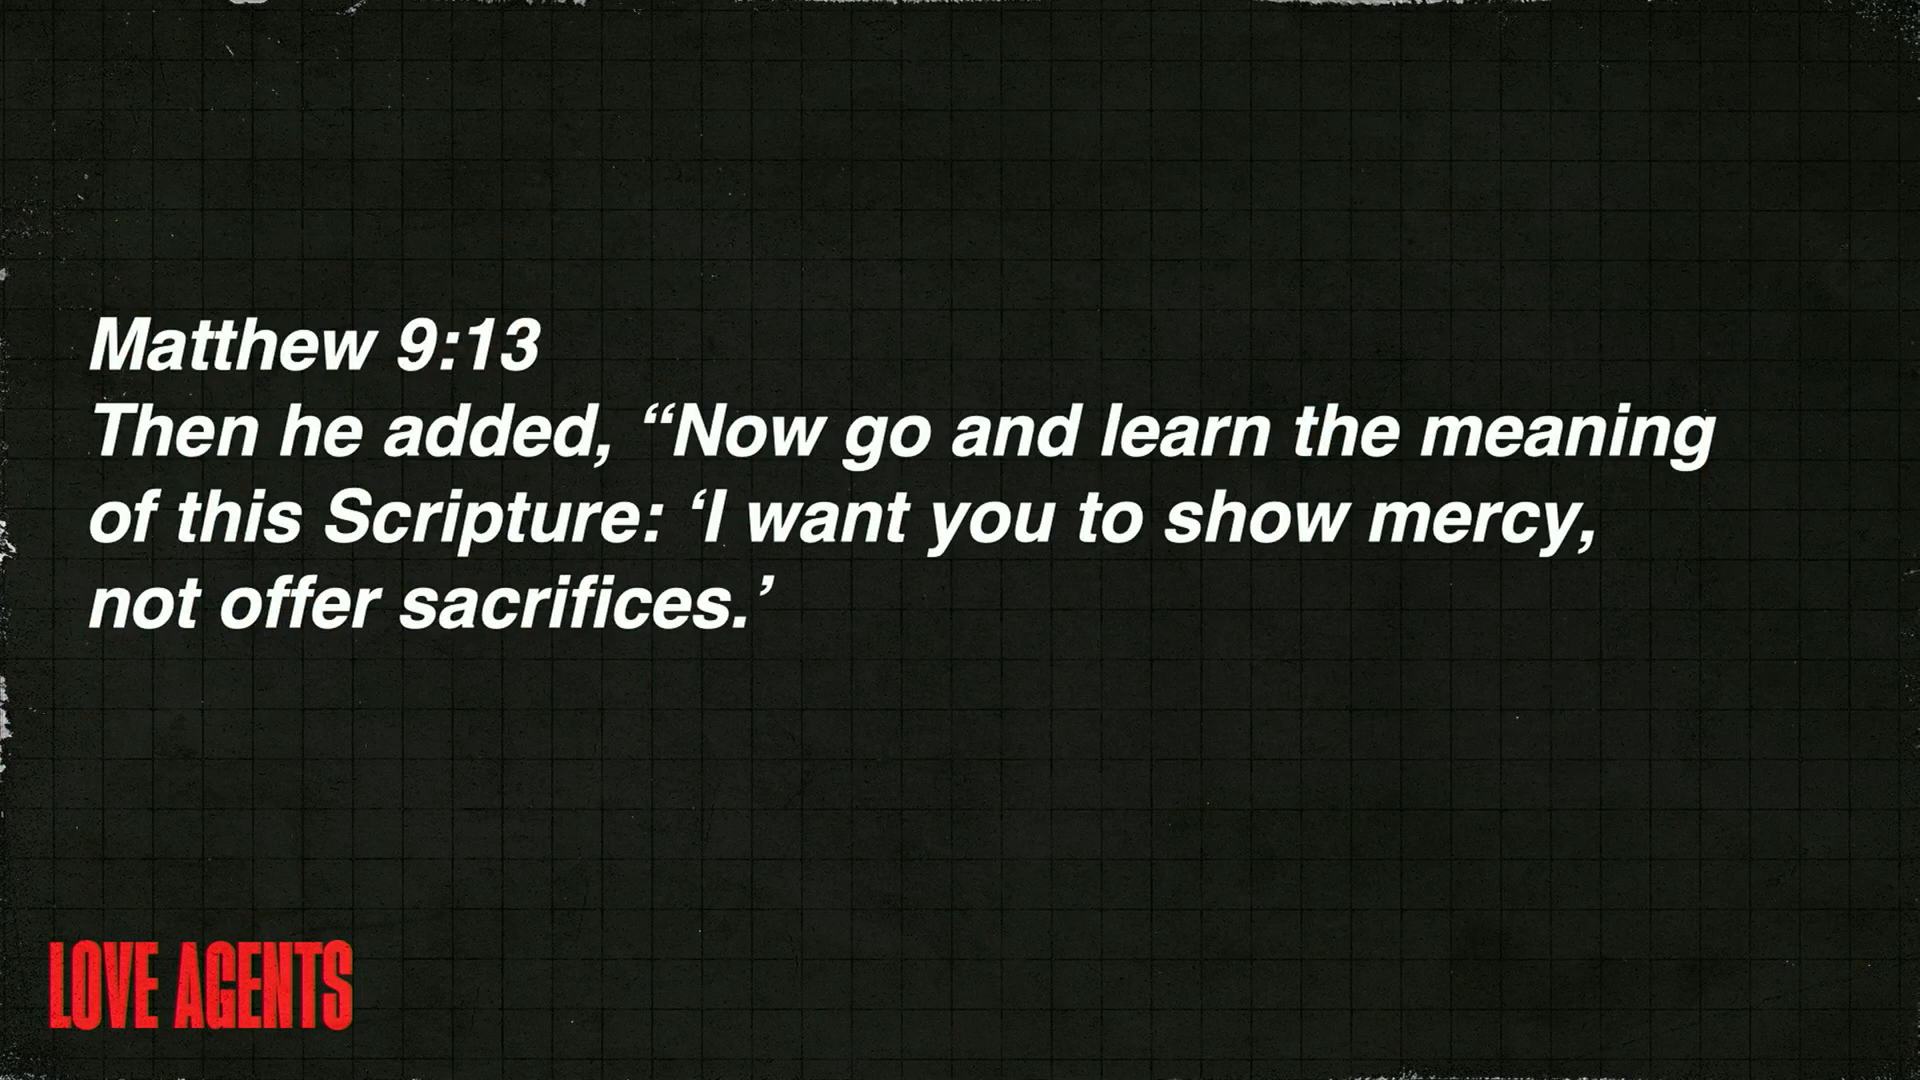 Matthew 9:13
Then he added, “Now go and learn the meaning
of this Scripture: ‘I want you to show mercy,
not offer sacrifices.’
LOVE AGENTS